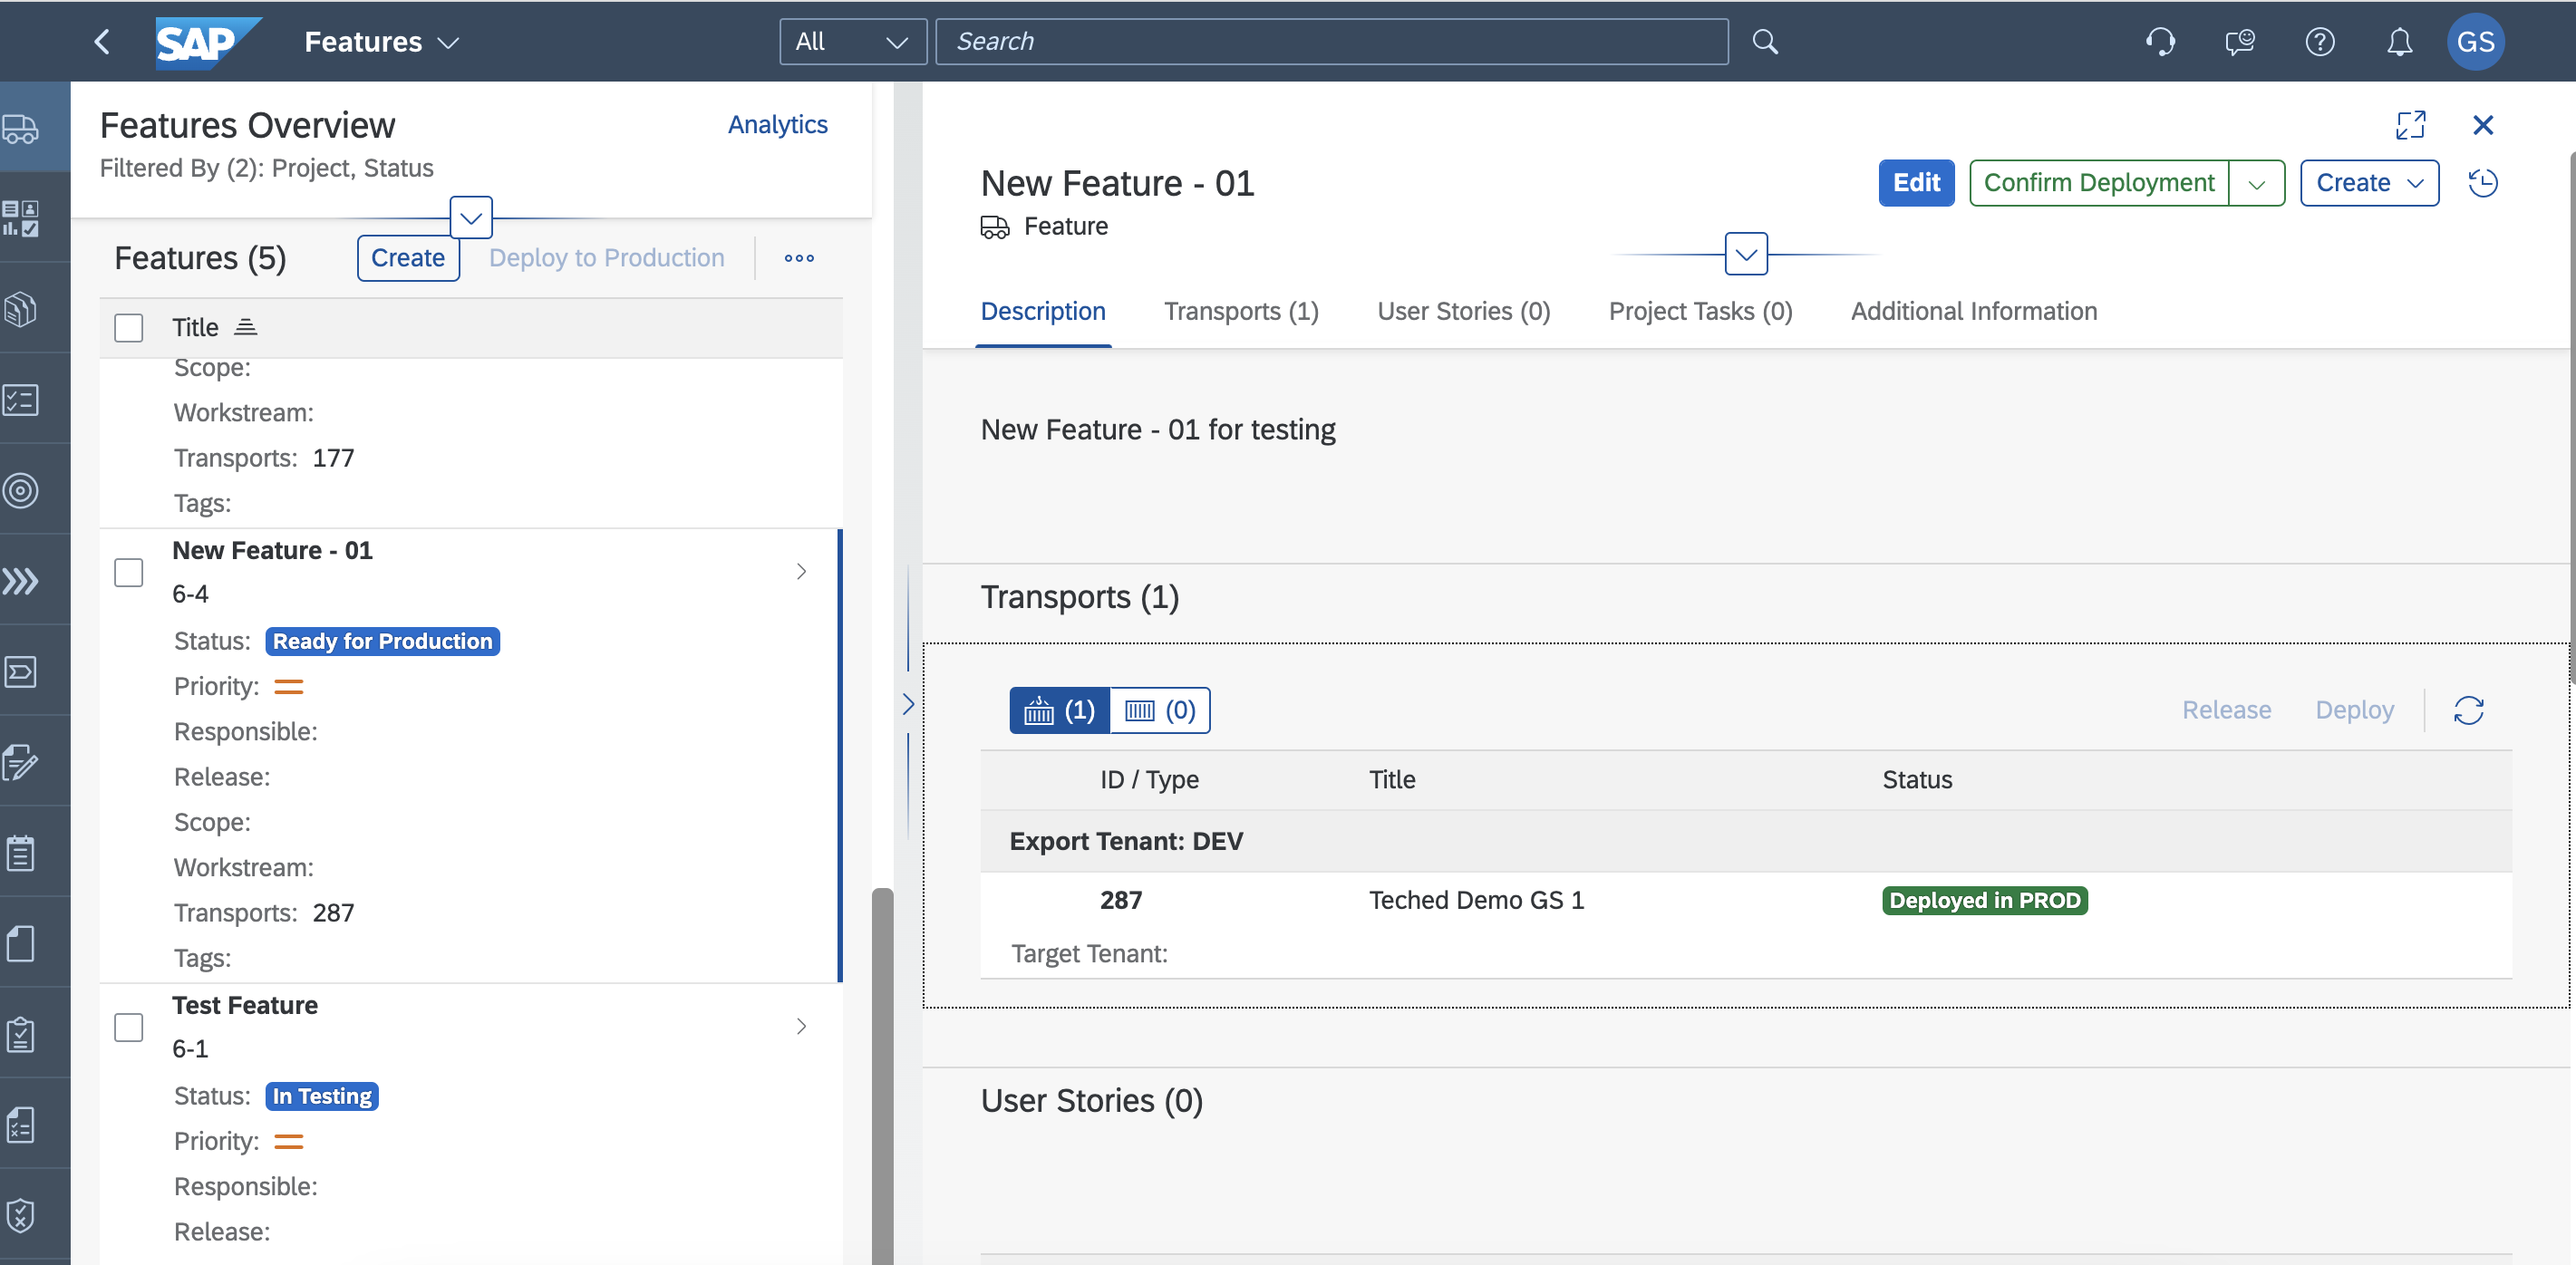 SAP
Features
All
Search
GS
Features Overview
Analytics
Filtered By (2): Project, Status
Features (5)
Create
Deploy to Production
Title
Scope:
Workstream:
Transports: 177
Tags:
New Feature - 01
6-4
Status: Ready for Production
Priority:
Responsible:
Release:
Scope:
Workstream:
Transports: 287
Tags:
Test Feature
6-1
Status: In Testing
Priority:
Responsible:
Release:
New Feature - 01
Edit
Confirm Deployment
Create
Feature
Description
Transports (1)
User Stories (0)
Project Tasks (0)
Additional Information
New Feature - 01 for testing
Transports (1)
(1)
(0)
Release
Deploy
ID / Type
Title
Status
Export Tenant: DEV
287
Teched Demo GS 1
Deployed in PROD
Target Tenant:
User Stories (0)